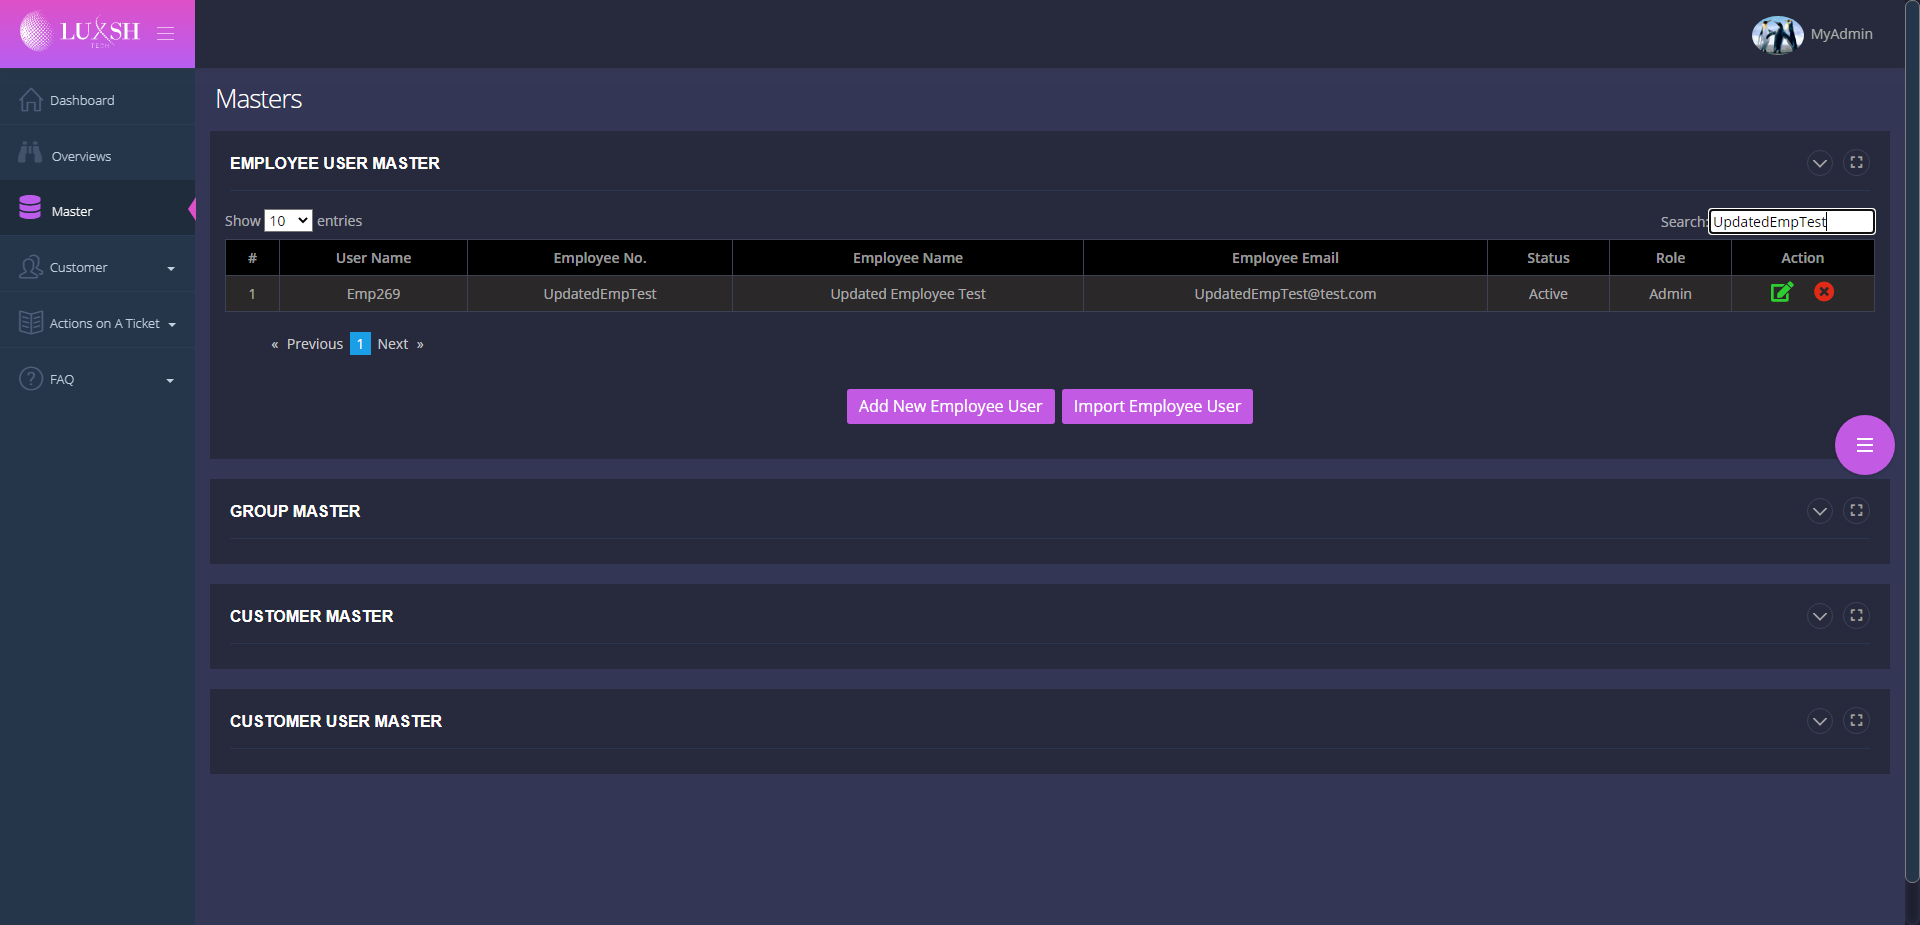 LUXSH
TECH
MyAdmin
Dashboard
Overviews
Master
Customer
Actions on A Ticket
FAQ
Masters
EMPLOYEE USER MASTER
Show 10 entries
Search: UpdatedEmpTest
# User Name Employee No. Employee Name Employee Email Status Role Action
1 Emp269 UpdatedEmpTest Updated Employee Test UpdatedEmpTest@test.com Active Admin
« Previous 1 Next »
Add New Employee User Import Employee User
GROUP MASTER
CUSTOMER MASTER
CUSTOMER USER MASTER